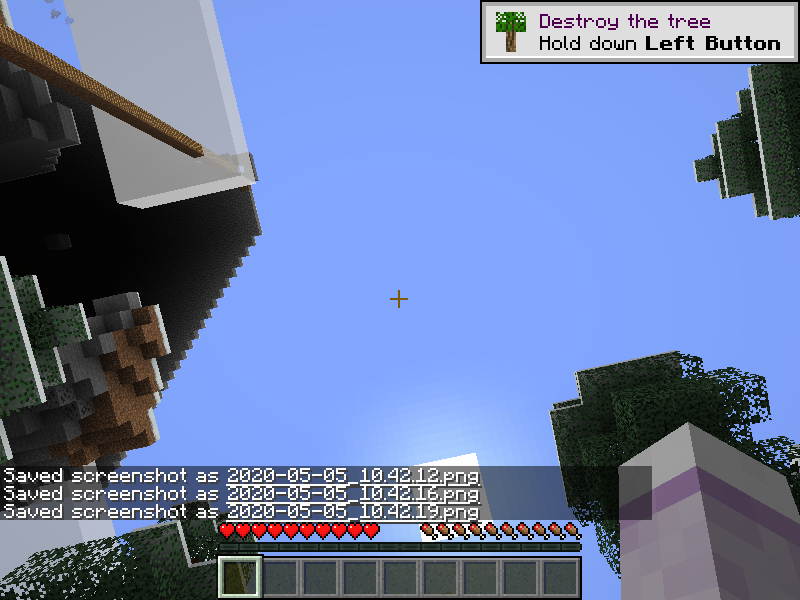 Destroy the tree
Hold down Left Button
Saved screenshot as 2020-05-05_10.42.12.png
Saved screenshot as 2020-05-05_10.42.16.png
Saved screenshot as 2020-05-05_10.42.19.png